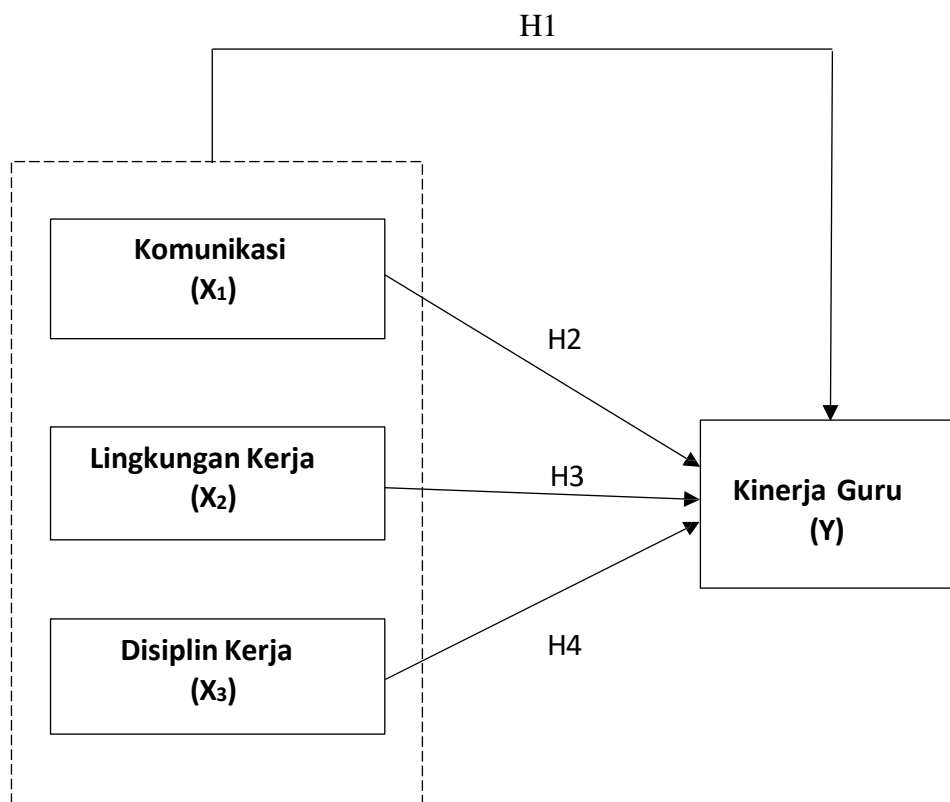 H1
Komunikasi
(X₁)
H2
Lingkungan Kerja
(X₂)
H3
Kinerja Guru
(Y)
Disiplin Kerja
(X₃)
H4